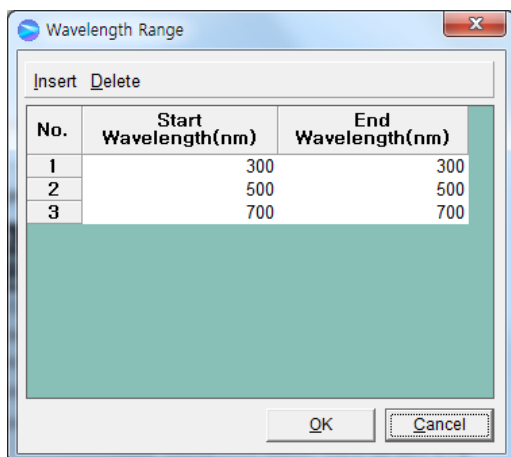 Wavelength Range
Insert Delete
No. Start Wavelength(nm) End Wavelength(nm)
1 300 300
2 500 500
3 700 700
OK Cancel